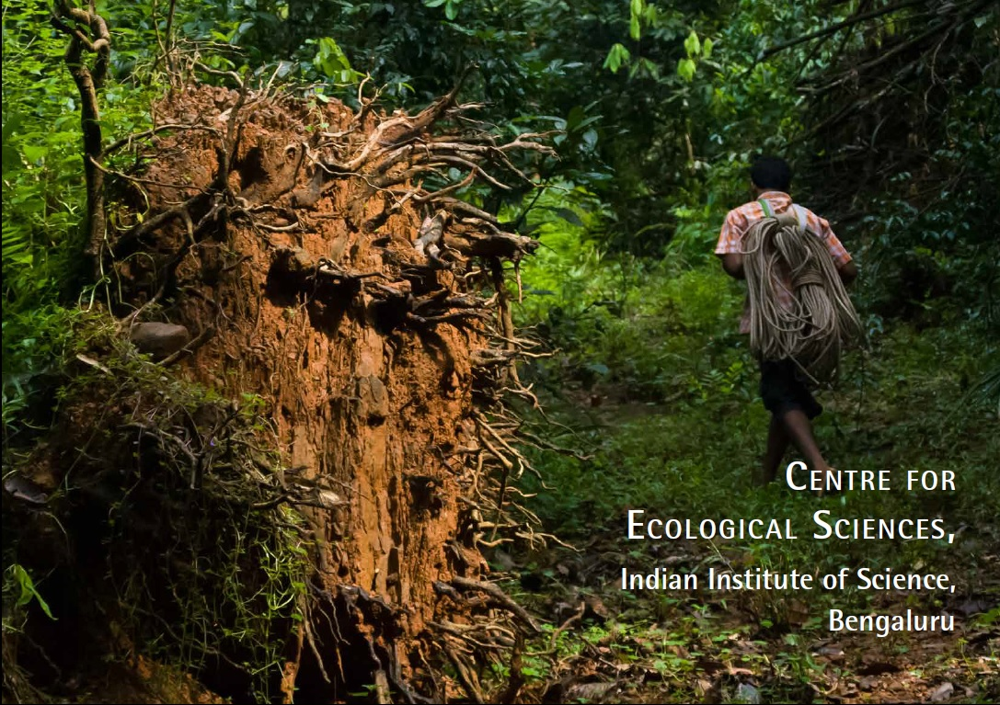 Centre for
Ecological Sciences,
Indian Institute of Science,
Bengaluru